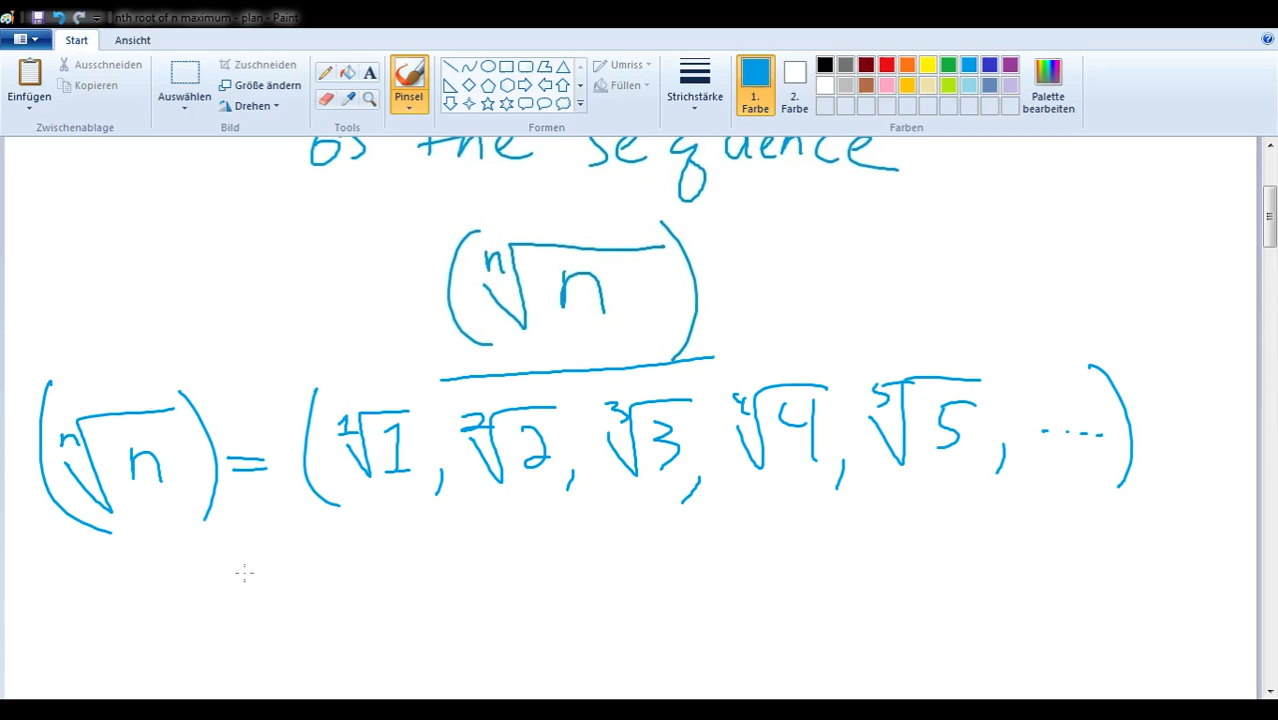 nth root of n maximum - plan - Paint
Start Ansicht
Einfügen Ausschneiden Kopieren Auswählen Größe ändern Drehen Pinsel Umriss Füllen Strichstärke 1. Farbe 2. Farbe Palette bearbeiten
Zwischenablage Bild Tools Formen Farben
of the sequence
(ⁿ√n)
(ⁿ√n) = (¹√1, ²√2, ³√3, ⁴√4, ⁵√5, ....)